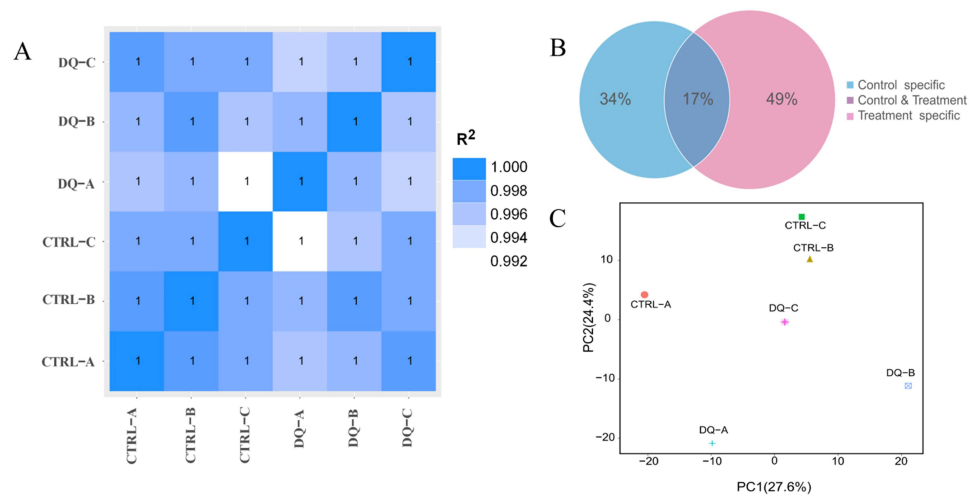 A
DQ-C 1 1 1 1 1 1
DQ-B 1 1 1 1 1 1
DQ-A 1 1 1 1 1 1
CTRL-C 1 1 1 1 1 1
CTRL-B 1 1 1 1 1 1
CTRL-A 1 1 1 1 1 1
CTRL-A CTRL-B CTRL-C DQ-A DQ-B DQ-C
R²
1.000
0.998
0.996
0.994
0.992
B
34% 17% 49%
Control specific
Control & Treatment
Treatment specific
C
CTRL-C
CTRL-B
CTRL-A
DQ-C
DQ-B
DQ-A
PC2(24.4%)
10
0
−10
−20
−20 −10 0 10 20
PC1(27.6%)